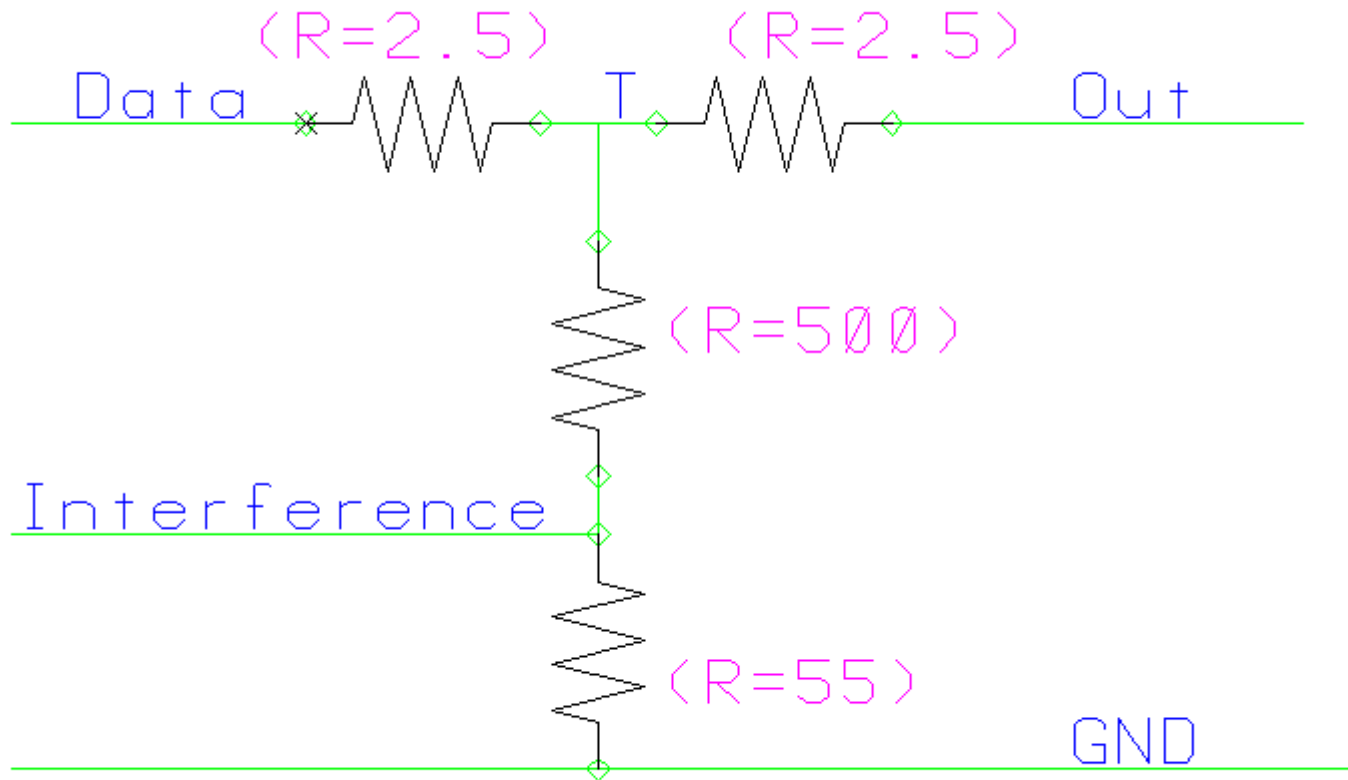 (R=2.5) (R=2.5)
Data T Out
(R=500)
Interference
(R=55)
GND